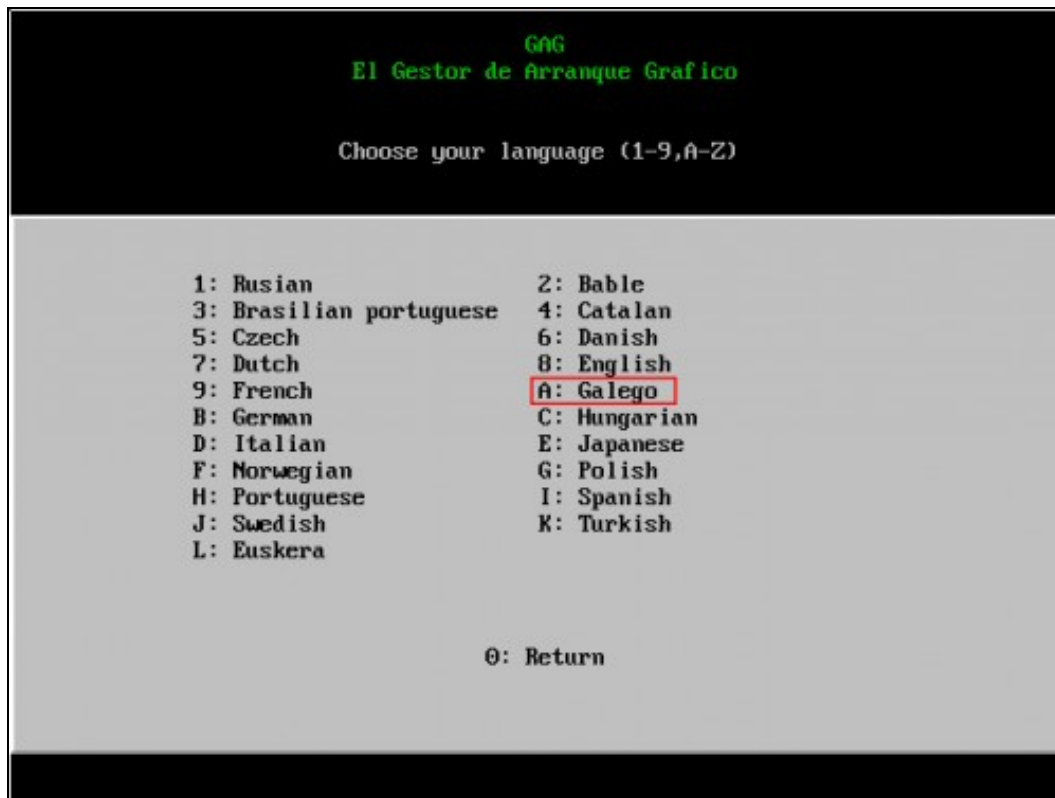 GAG
El Gestor de Arranque Grafico
Choose your language (1-9,A-Z)
1: Rusian 2: Bable
3: Brasilian portuguese 4: Catalan
5: Czech 6: Danish
7: Dutch 8: English
9: French A: Galego
B: German C: Hungarian
D: Italian E: Japanese
F: Norwegian G: Polish
H: Portuguese I: Spanish
J: Swedish K: Turkish
L: Euskera
0: Return